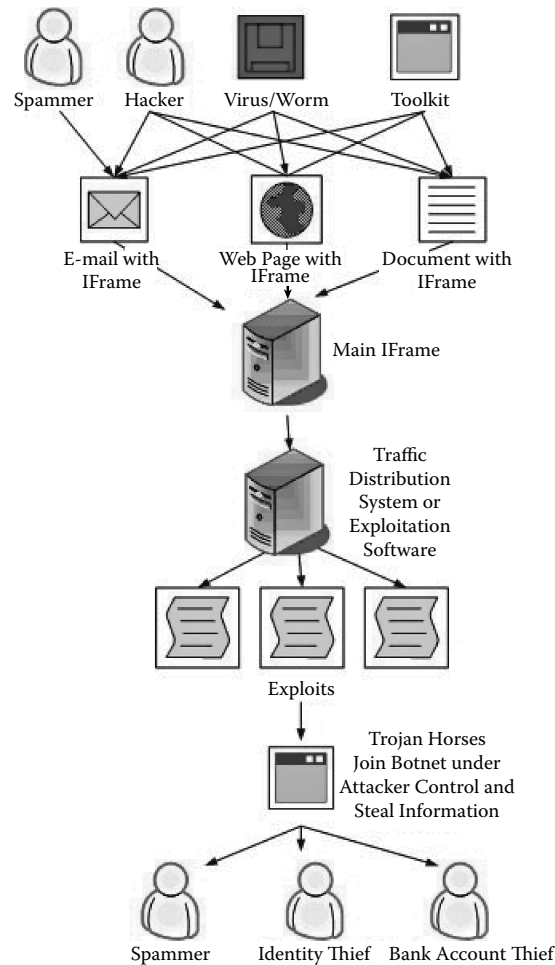 Spammer
Hacker
Virus/Worm
Toolkit
E-mail with
IFrame
Web Page with
IFrame
Document with
IFrame
Main IFrame
Traffic
Distribution
System or
Exploitation
Software
Exploits
Trojan Horses
Join Botnet under
Attacker Control and
Steal Information
Spammer
Identity Thief
Bank Account Thief